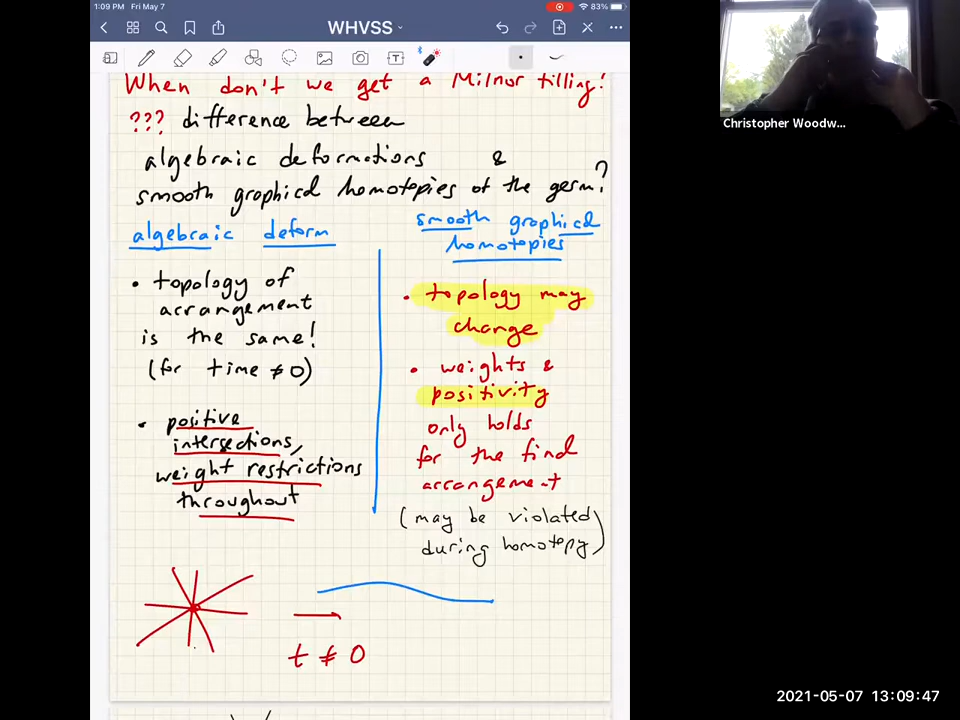 1:09 PM Fri May 7
83%
WHVSS
When don't we get a Milnor filling?
??? difference between
algebraic deformations &
smooth graphical homotopies of the germ?
algebraic deform
• topology of
arrangement
is the same!
(for time ≠ 0)
• positive
intersections,
weight restrictions
throughout
smooth graphical
homotopies
• topology may
change
• weights &
positivity
only holds
for the final
arrangement
(may be violated
during homotopy)
t ≠ 0
Christopher Woodw...
2021-05-07 13:09:47